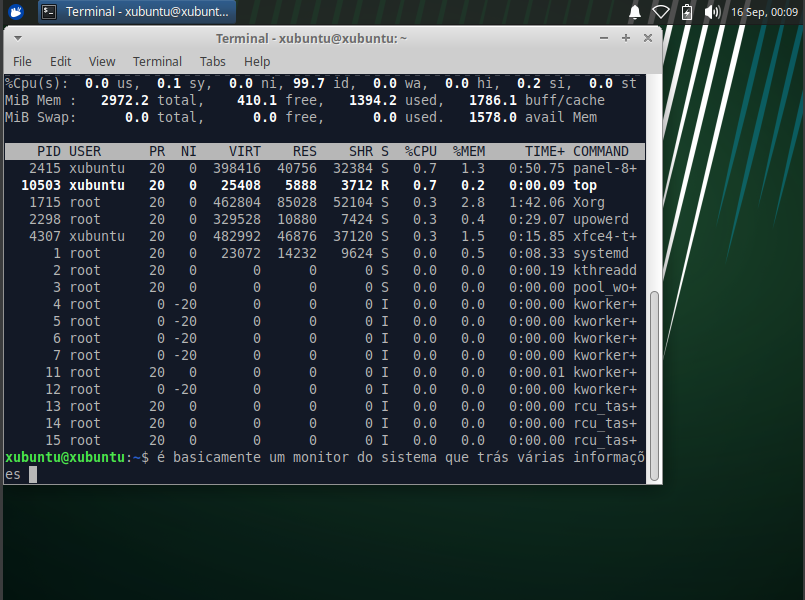 Terminal - xubuntu@xubunt...
16 Sep, 00:09
Terminal - xubuntu@xubuntu: ~
File Edit View Terminal Tabs Help
%Cpu(s):  0.0 us,  0.1 sy,  0.0 ni, 99.7 id,  0.0 wa,  0.0 hi,  0.2 si,  0.0 st
MiB Mem :   2972.2 total,    410.1 free,   1394.2 used,   1786.1 buff/cache
MiB Swap:      0.0 total,      0.0 free,      0.0 used.   1578.0 avail Mem
PID USER      PR  NI    VIRT    RES    SHR S  %CPU  %MEM     TIME+ COMMAND
2415 xubuntu   20   0  398416  40756  32384 S   0.7   1.3   0:50.75 panel-8+
10503 xubuntu   20   0   25408   5888   3712 R   0.7   0.2   0:00.09 top
1715 root      20   0  462804  85028  52104 S   0.3   2.8   1:42.06 Xorg
2298 root      20   0  329528  10880   7424 S   0.3   0.4   0:29.07 upowerd
4307 xubuntu   20   0  482992  46876  37120 S   0.3   1.5   0:15.85 xfce4-t+
1 root      20   0   23072  14232   9624 S   0.0   0.5   0:08.33 systemd
2 root      20   0       0      0      0 S   0.0   0.0   0:00.19 kthreadd
3 root      20   0       0      0      0 S   0.0   0.0   0:00.00 pool_wo+
4 root       0 -20       0      0      0 I   0.0   0.0   0:00.00 kworker+
5 root       0 -20       0      0      0 I   0.0   0.0   0:00.00 kworker+
6 root       0 -20       0      0      0 I   0.0   0.0   0:00.00 kworker+
7 root       0 -20       0      0      0 I   0.0   0.0   0:00.00 kworker+
11 root      20   0       0      0      0 I   0.0   0.0   0:00.01 kworker+
12 root       0 -20       0      0      0 I   0.0   0.0   0:00.00 kworker+
13 root      20   0       0      0      0 I   0.0   0.0   0:00.00 rcu_tas+
14 root      20   0       0      0      0 I   0.0   0.0   0:00.00 rcu_tas+
15 root      20   0       0      0      0 I   0.0   0.0   0:00.00 rcu_tas+
xubuntu@xubuntu:~$ é basicamente um monitor do sistema que trás várias informaçõ
es